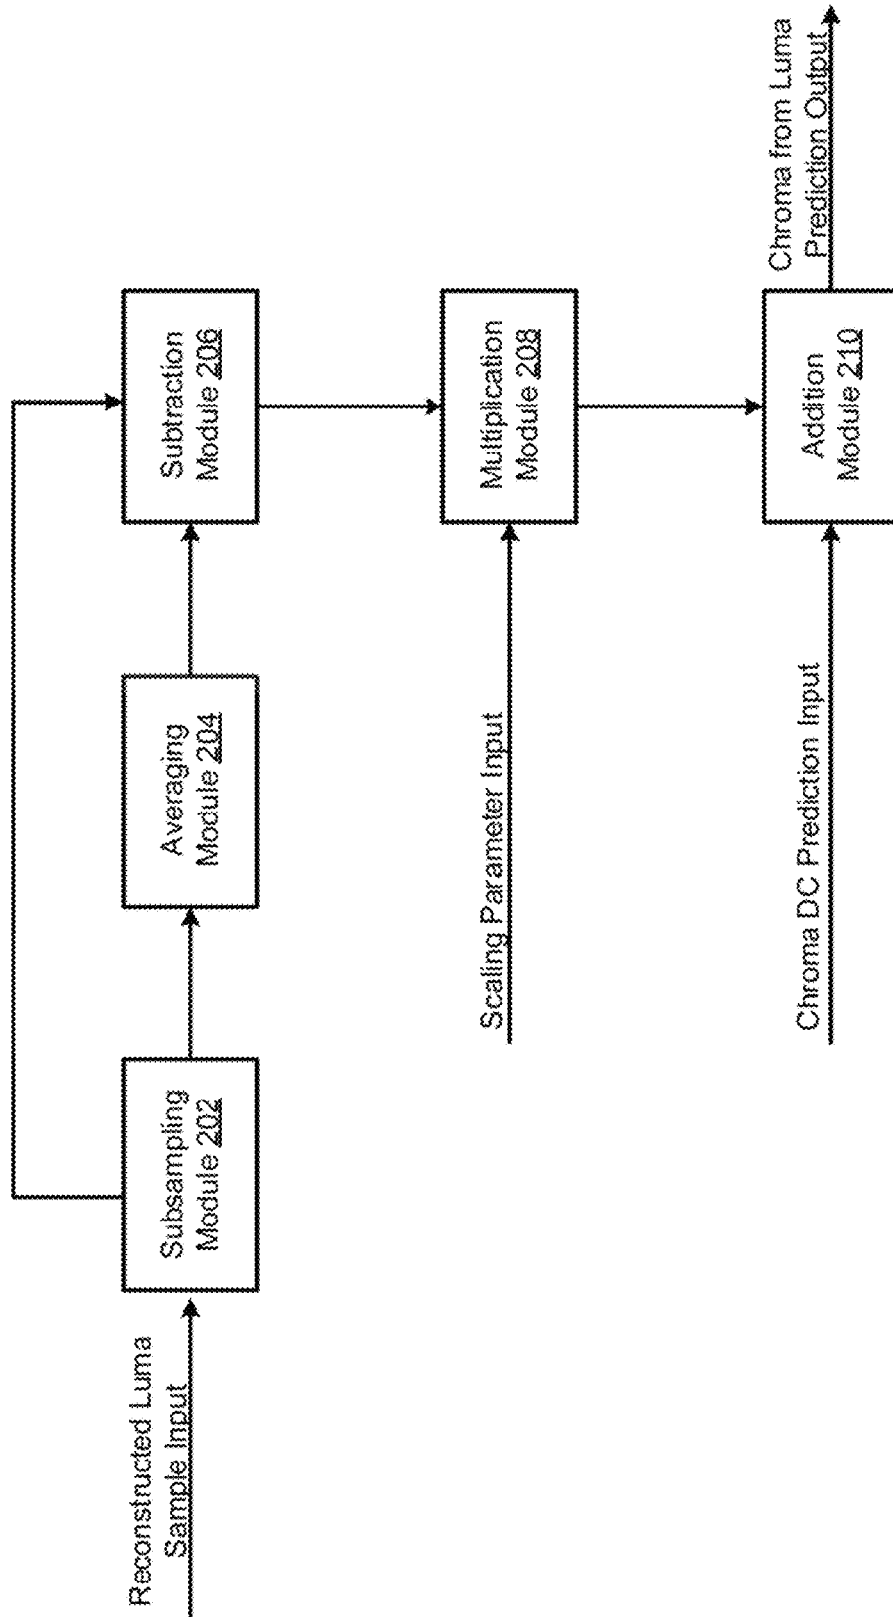 Reconstructed Luma
Sample Input
Subsampling
Module 202
Averaging
Module 204
Subtraction
Module 206
Scaling Parameter Input
Multiplication
Module 208
Chroma DC Prediction Input
Addition
Module 210
Chroma from Luma
Prediction Output